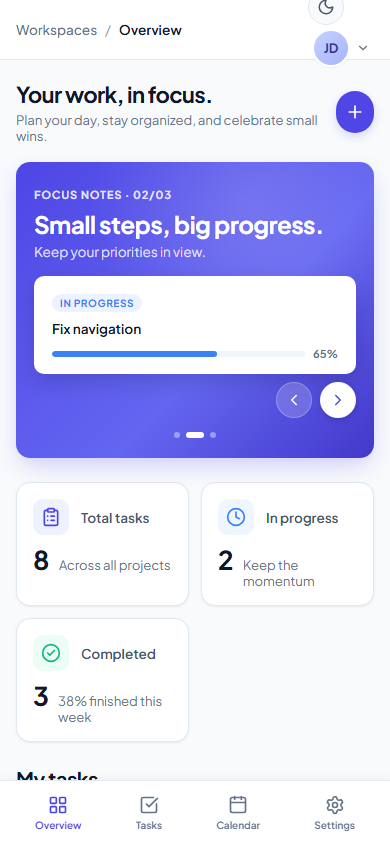 Workspaces / Overview
JD
Your work, in focus.
Plan your day, stay organized, and celebrate small
wins.
FOCUS NOTES · 02/03
Small steps, big progress.
Keep your priorities in view.
IN PROGRESS
Fix navigation
65%
Total tasks
8 Across all projects
In progress
2 Keep the
momentum
Completed
3 38% finished this
week
My tasks
Overview
Tasks
Calendar
Settings